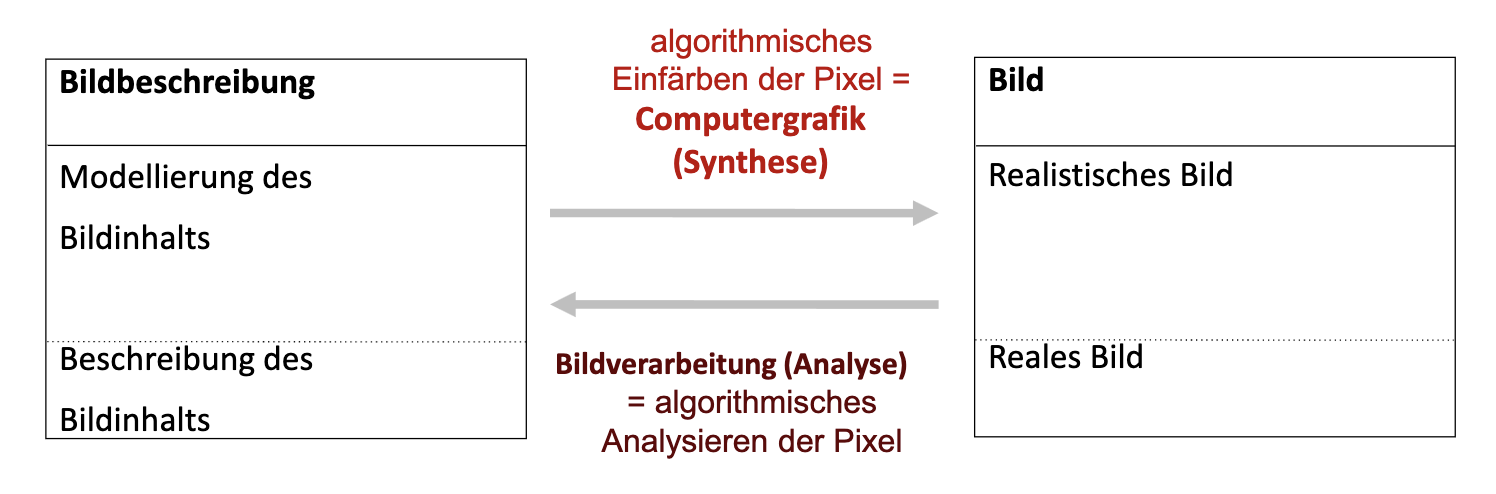 Bildbeschreibung
Modellierung des
Bildinhalts
Beschreibung des
Bildinhalts
algorithmisches
Einfärben der Pixel =
Computergrafik
(Synthese)
Bildverarbeitung (Analyse)
= algorithmisches
Analysieren der Pixel
Bild
Realistisches Bild
Reales Bild